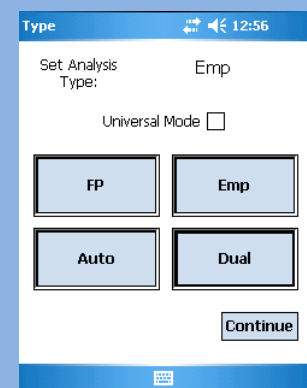 Type 12:56
Set Analysis Emp
Type:
Universal Mode
FP Emp
Auto Dual
Continue